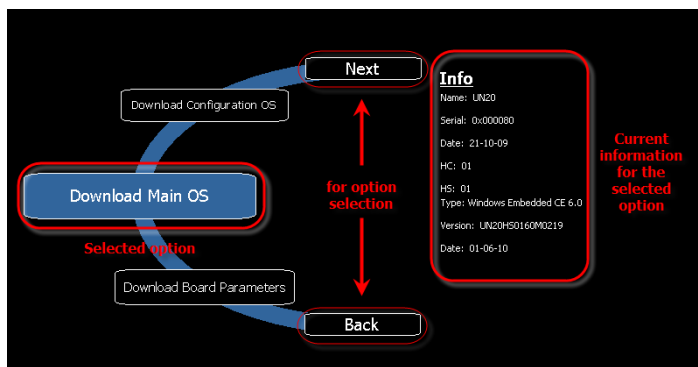 Next
Download Configuration OS
Download Main OS
Selected option
Download Board Parameters
Back
for option
selection
Info
Name: UN20
Serial: 0x000080
Date: 21-10-09
HC: 01
HS: 01
Type: Windows Embedded CE 6.0
Version: UN20HS0160M0219
Date: 01-06-10
Current
information
for the
selected
option